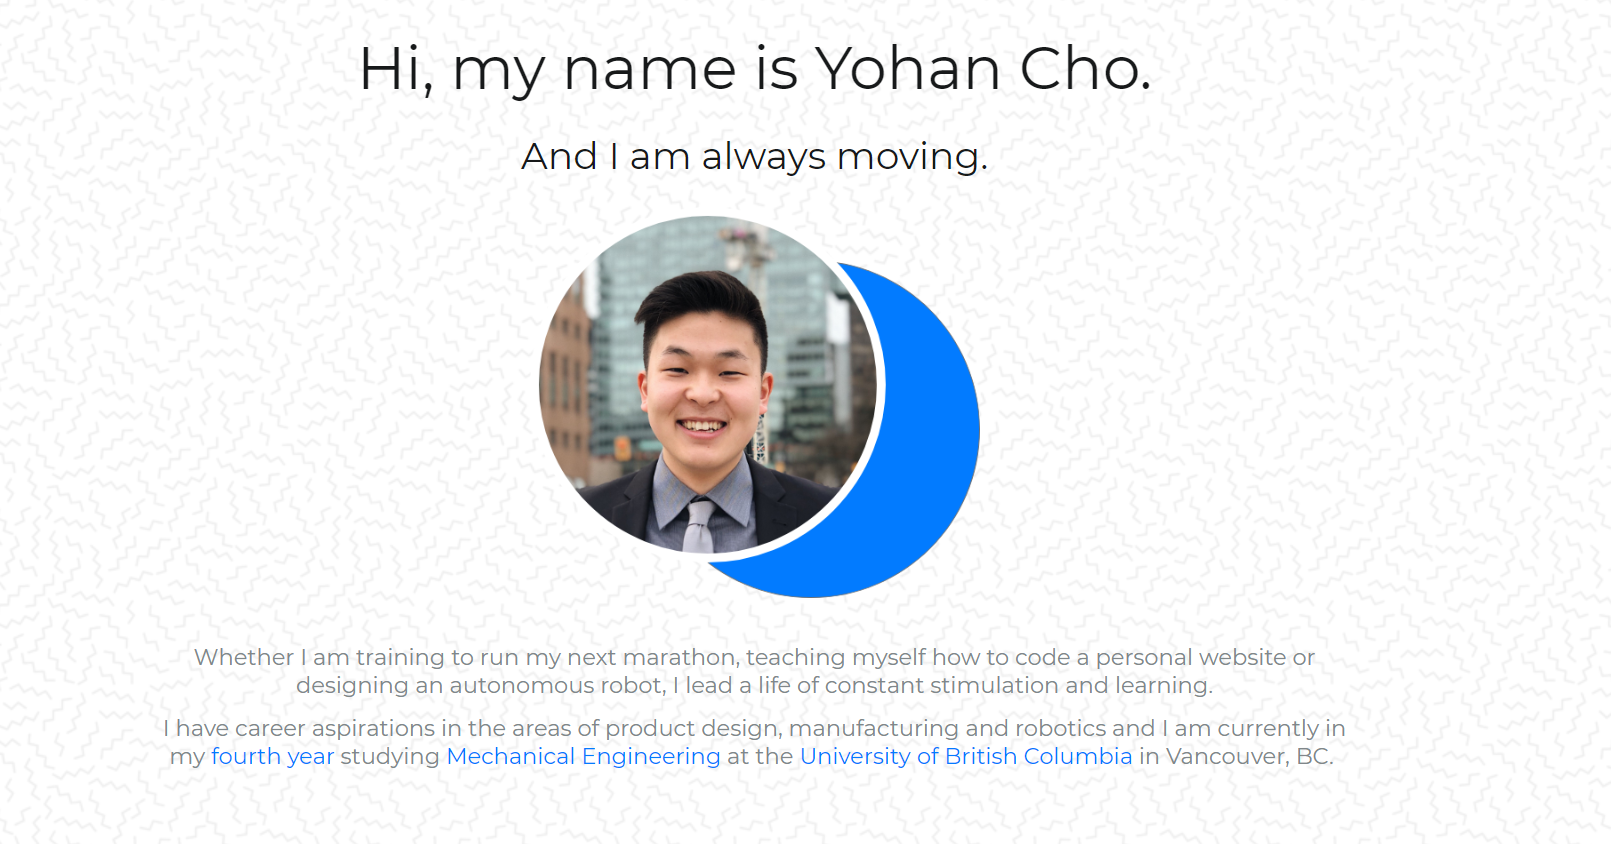 Hi, my name is Yohan Cho.
And I am always moving.
Whether I am training to run my next marathon, teaching myself how to code a personal website or
designing an autonomous robot, I lead a life of constant stimulation and learning.
I have career aspirations in the areas of product design, manufacturing and robotics and I am currently in
my fourth year studying Mechanical Engineering at the University of British Columbia in Vancouver, BC.